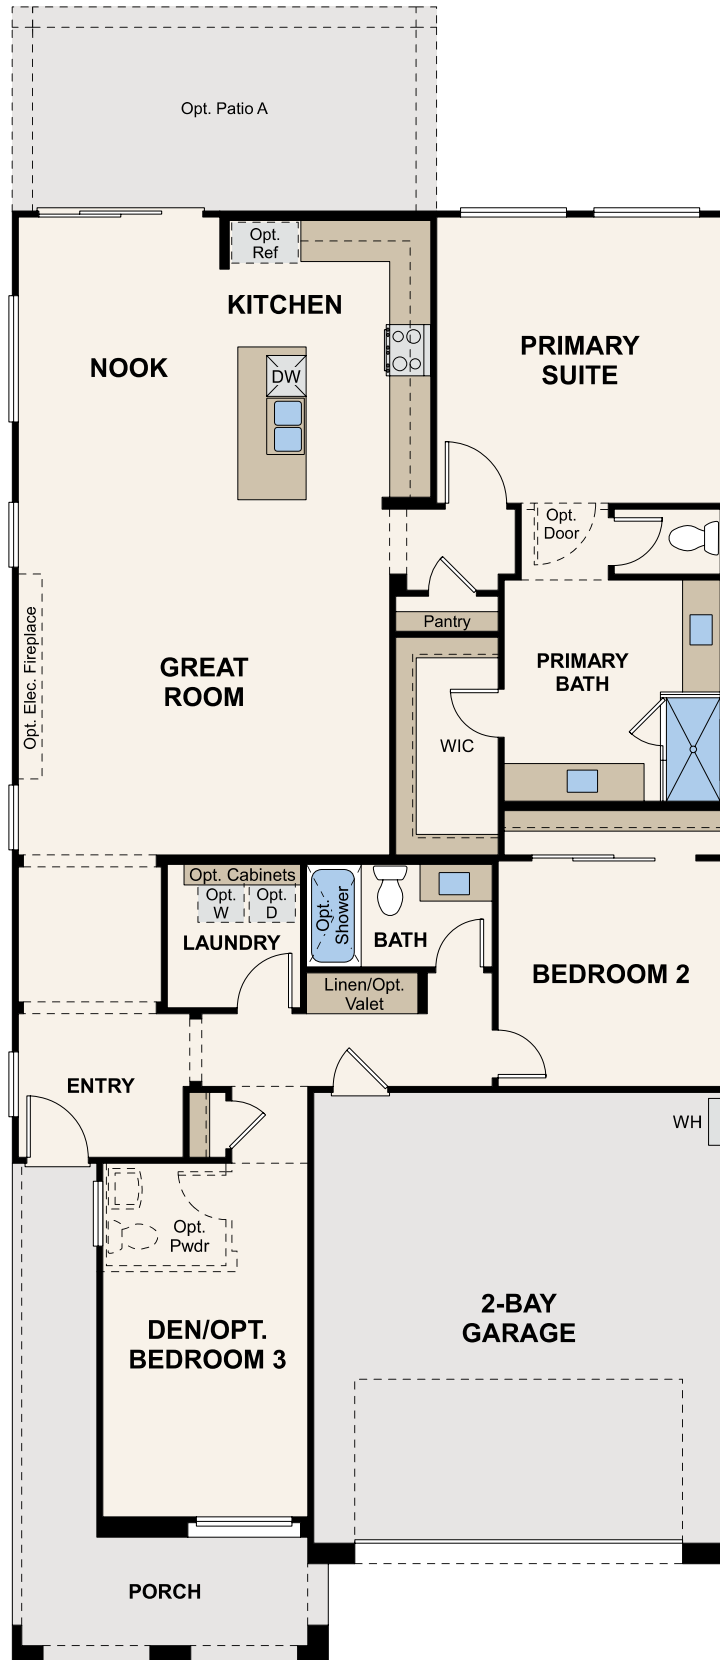 Opt. Patio A
Opt.
Ref
KITCHEN
NOOK
DW
PRIMARY
SUITE
Opt.
Door
Pantry
Opt. Elec. Fireplace
GREAT
ROOM
PRIMARY
BATH
WIC
Opt. Cabinets
Opt.
W
Opt.
D
LAUNDRY
Opt.
Shower
BATH
Linen/Opt.
Valet
BEDROOM 2
ENTRY
WH
Opt.
Pwdr
DEN/OPT.
BEDROOM 3
2-BAY
GARAGE
PORCH